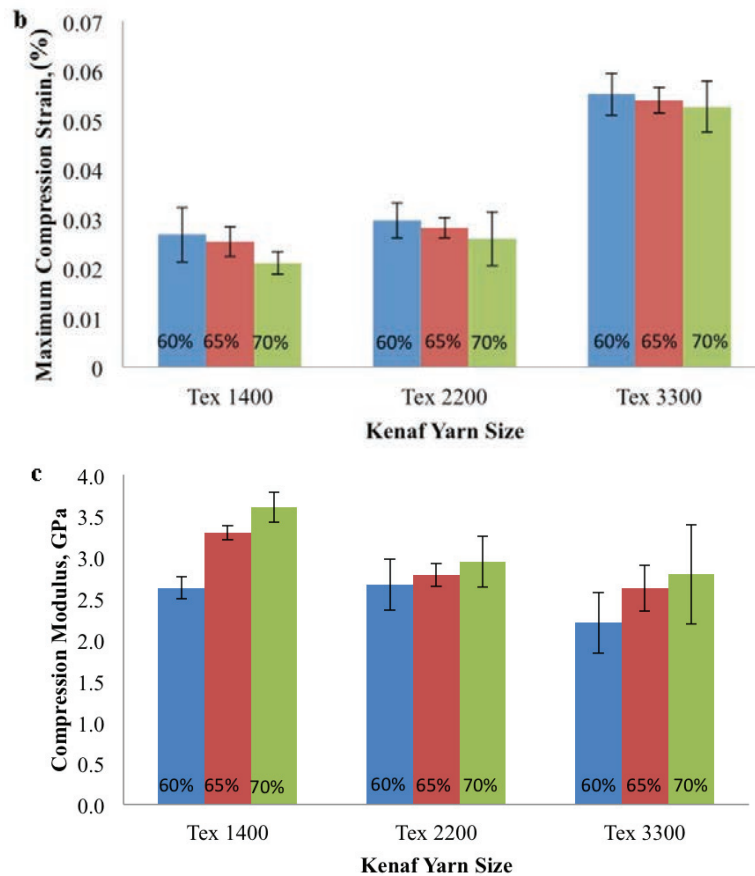 b
Maximum Compression Strain,(%)
0.07
0.06
0.05
0.04
0.03
0.02
0.01
0
60% 65% 70% 60% 65% 70% 60% 65% 70%
Tex 1400 Tex 2200 Tex 3300
Kenaf Yarn Size
c
Compression Modulus, GPa
4.0
3.5
3.0
2.5
2.0
1.5
1.0
0.5
0.0
60% 65% 70% 60% 65% 70% 60% 65% 70%
Tex 1400 Tex 2200 Tex 3300
Kenaf Yarn Size